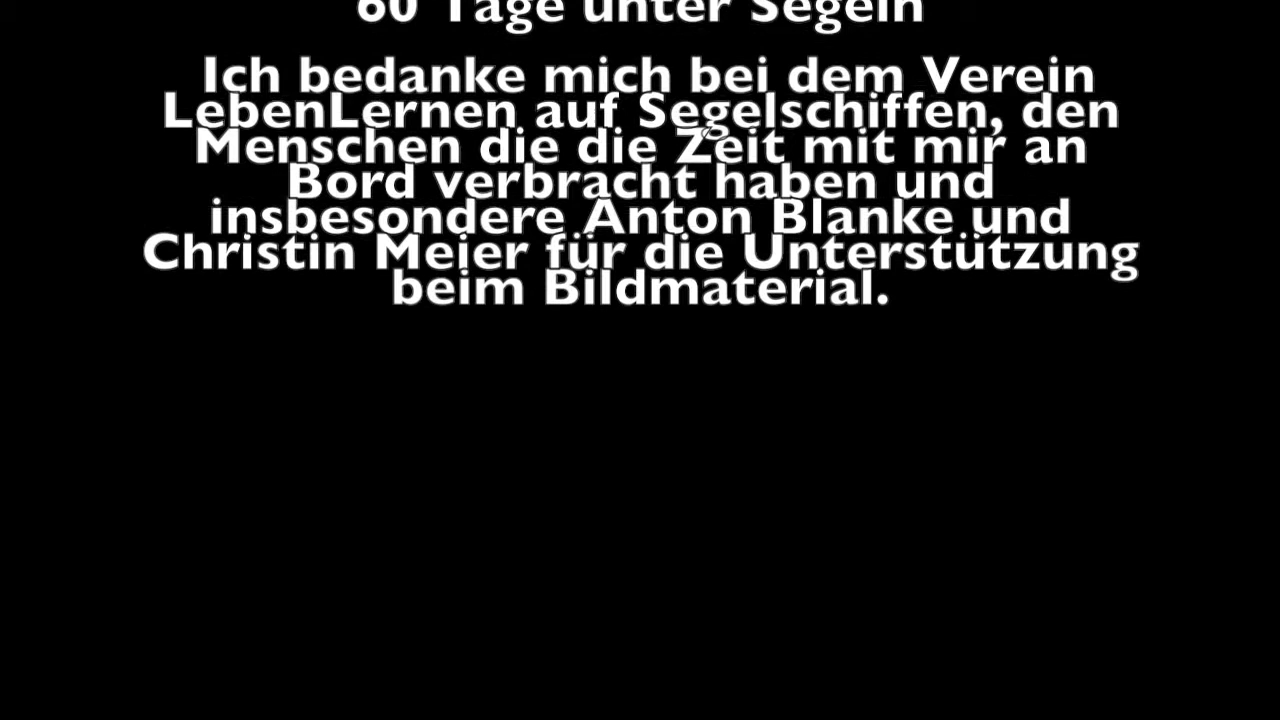 60 Tage unter Segeln
Ich bedanke mich bei dem Verein
LebenLernen auf Segelschiffen, den
Menschen die die Zeit mit mir an
Bord verbracht haben und
insbesondere Anton Blanke und
Christin Meier für die Unterstützung
beim Bildmaterial.